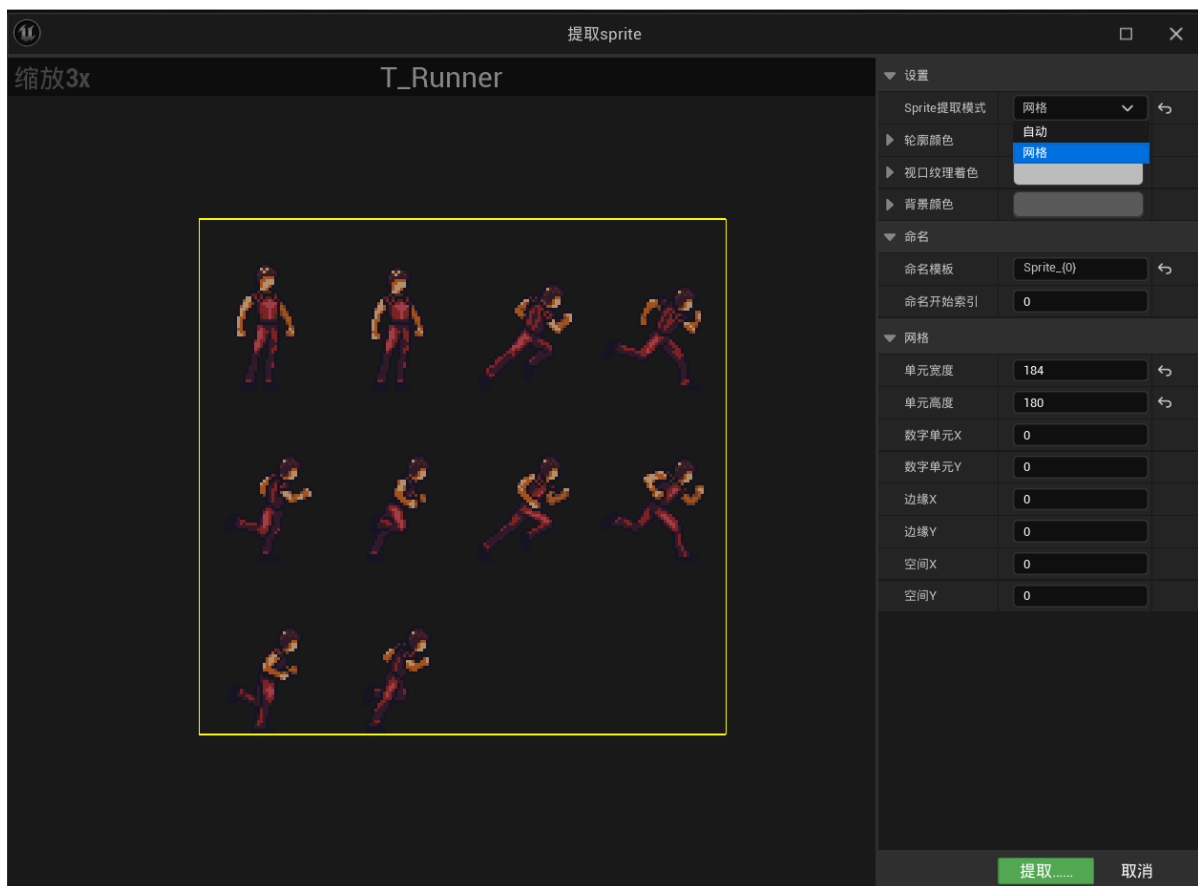 提取sprite
缩放3x
T_Runner
设置
Sprite提取模式
网格
自动
网格
轮廓颜色
视口纹理着色
背景颜色
命名
命名模板
Sprite_{0}
命名开始索引
0
网格
单元宽度
184
单元高度
180
数字单元X
0
数字单元Y
0
边缘X
0
边缘Y
0
空间X
0
空间Y
0
提取......
取消